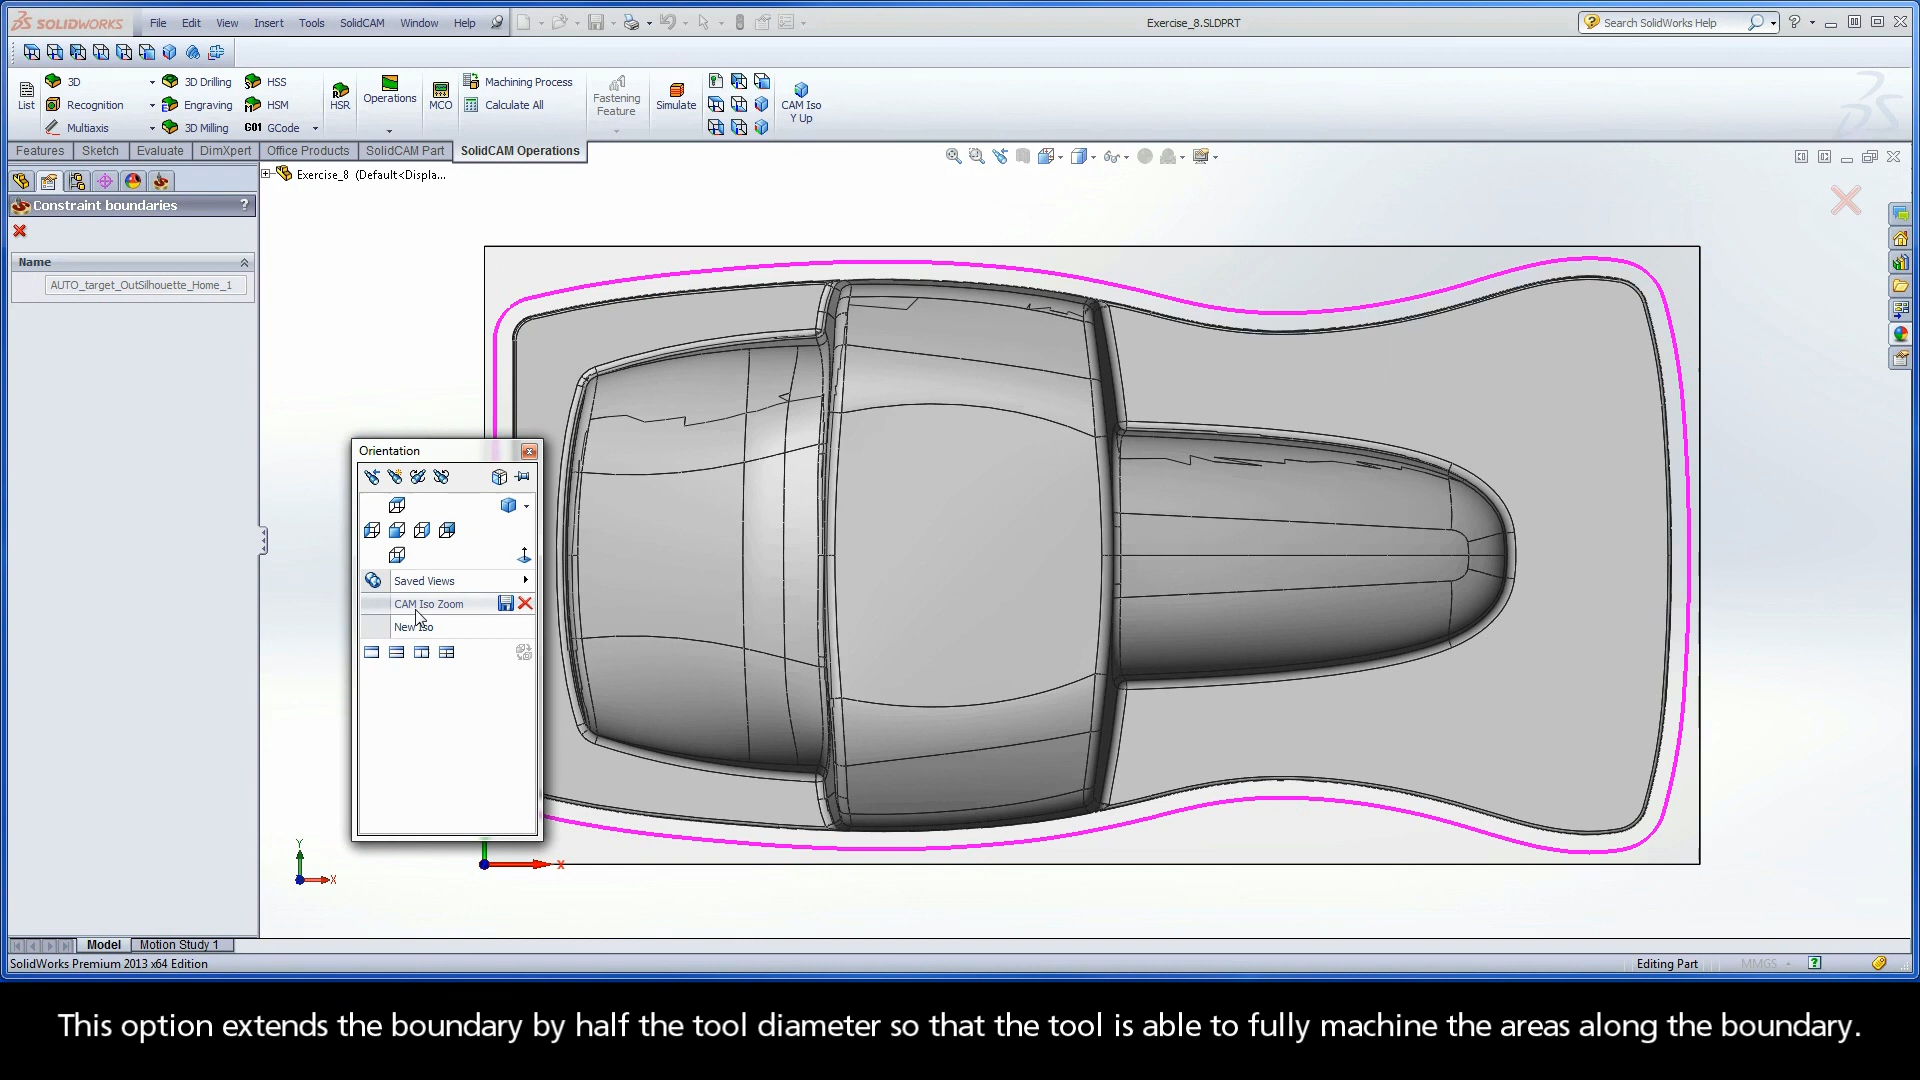 SOLIDWORKS File Edit View Insert Tools SolidCAM Window Help Exercise_8.SLDPRT Search SolidWorks Help
List 3D 3D Drilling HSS HSR Operations MCO Machining Process Fastening Feature Simulate CAM Iso Y Up
Recognition Engraving HSM Calculate All
Multiaxis 3D Milling G01 GCode
Features Sketch Evaluate DimXpert Office Products SolidCAM Part SolidCAM Operations
Exercise_8 (Default<Displa...
Constraint boundaries ?
Name
AUTO_target_OutSilhouette_Home_1
Orientation
Saved Views
CAM Iso Zoom
New Iso
Y
X
X
Model Motion Study 1
SolidWorks Premium 2013 x64 Edition Editing Part MMGS
This option extends the boundary by half the tool diameter so that the tool is able to fully machine the areas along the boundary.